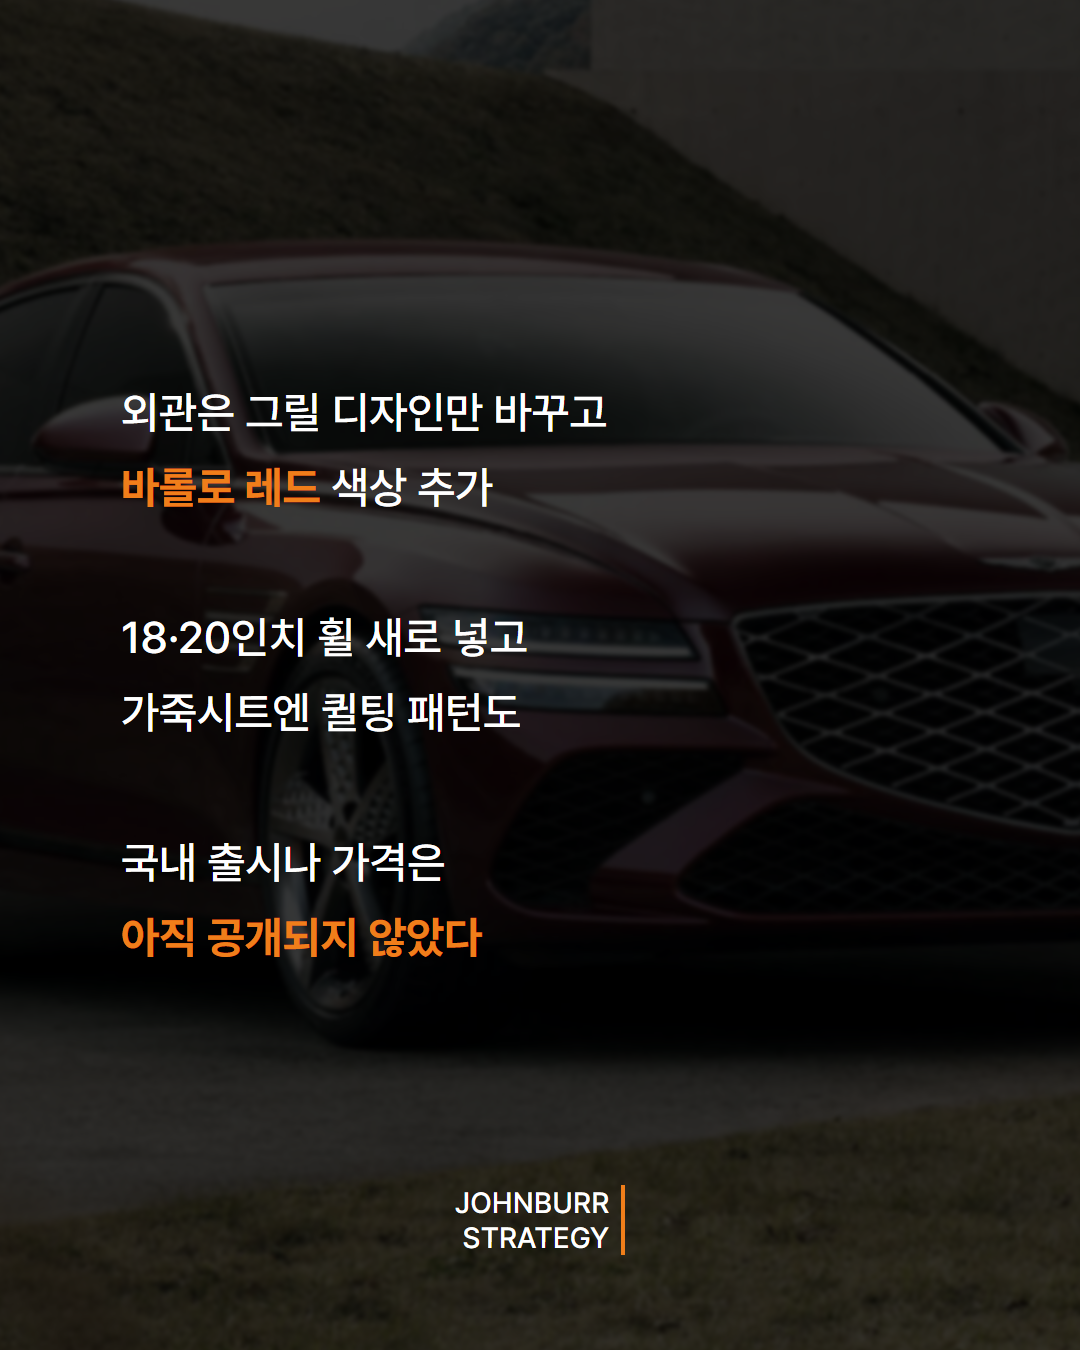 외관은 그릴 디자인만 바꾸고
바롤로 레드 색상 추가
18·20인치 휠 새로 넣고
가죽시트엔 퀼팅 패턴도
국내 출시나 가격은
아직 공개되지 않았다
JOHNBURR
STRATEGY